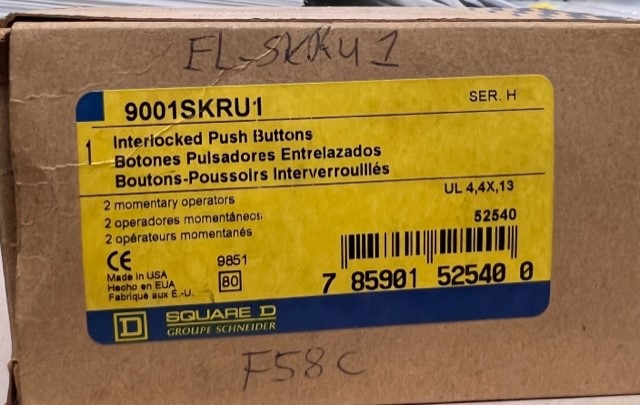 EL-SKRU1
9001SKRU1
SER. H
1
Interlocked Push Buttons
Botones Pulsadores Entrelazados
Boutons-Poussoirs Interverrouillés
2 momentary operators
2 operadores momentáneos
2 opérateurs momentanés
UL 4,4X,13
52540
CE
9851
80
Made in USA
Hecho en EUA
Fabriqué aux É.-U.
7 85901 52540 0
D SQUARE D
GROUPE SCHNEIDER
F58C